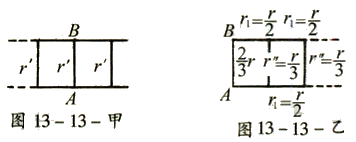 B
r' r' r'
A
图 13-13-甲
r₁=r/2 r₁=r/2
B
2/3 r r''=r/3 r''=r/3
A
r₁=r/2
图 13-13-乙